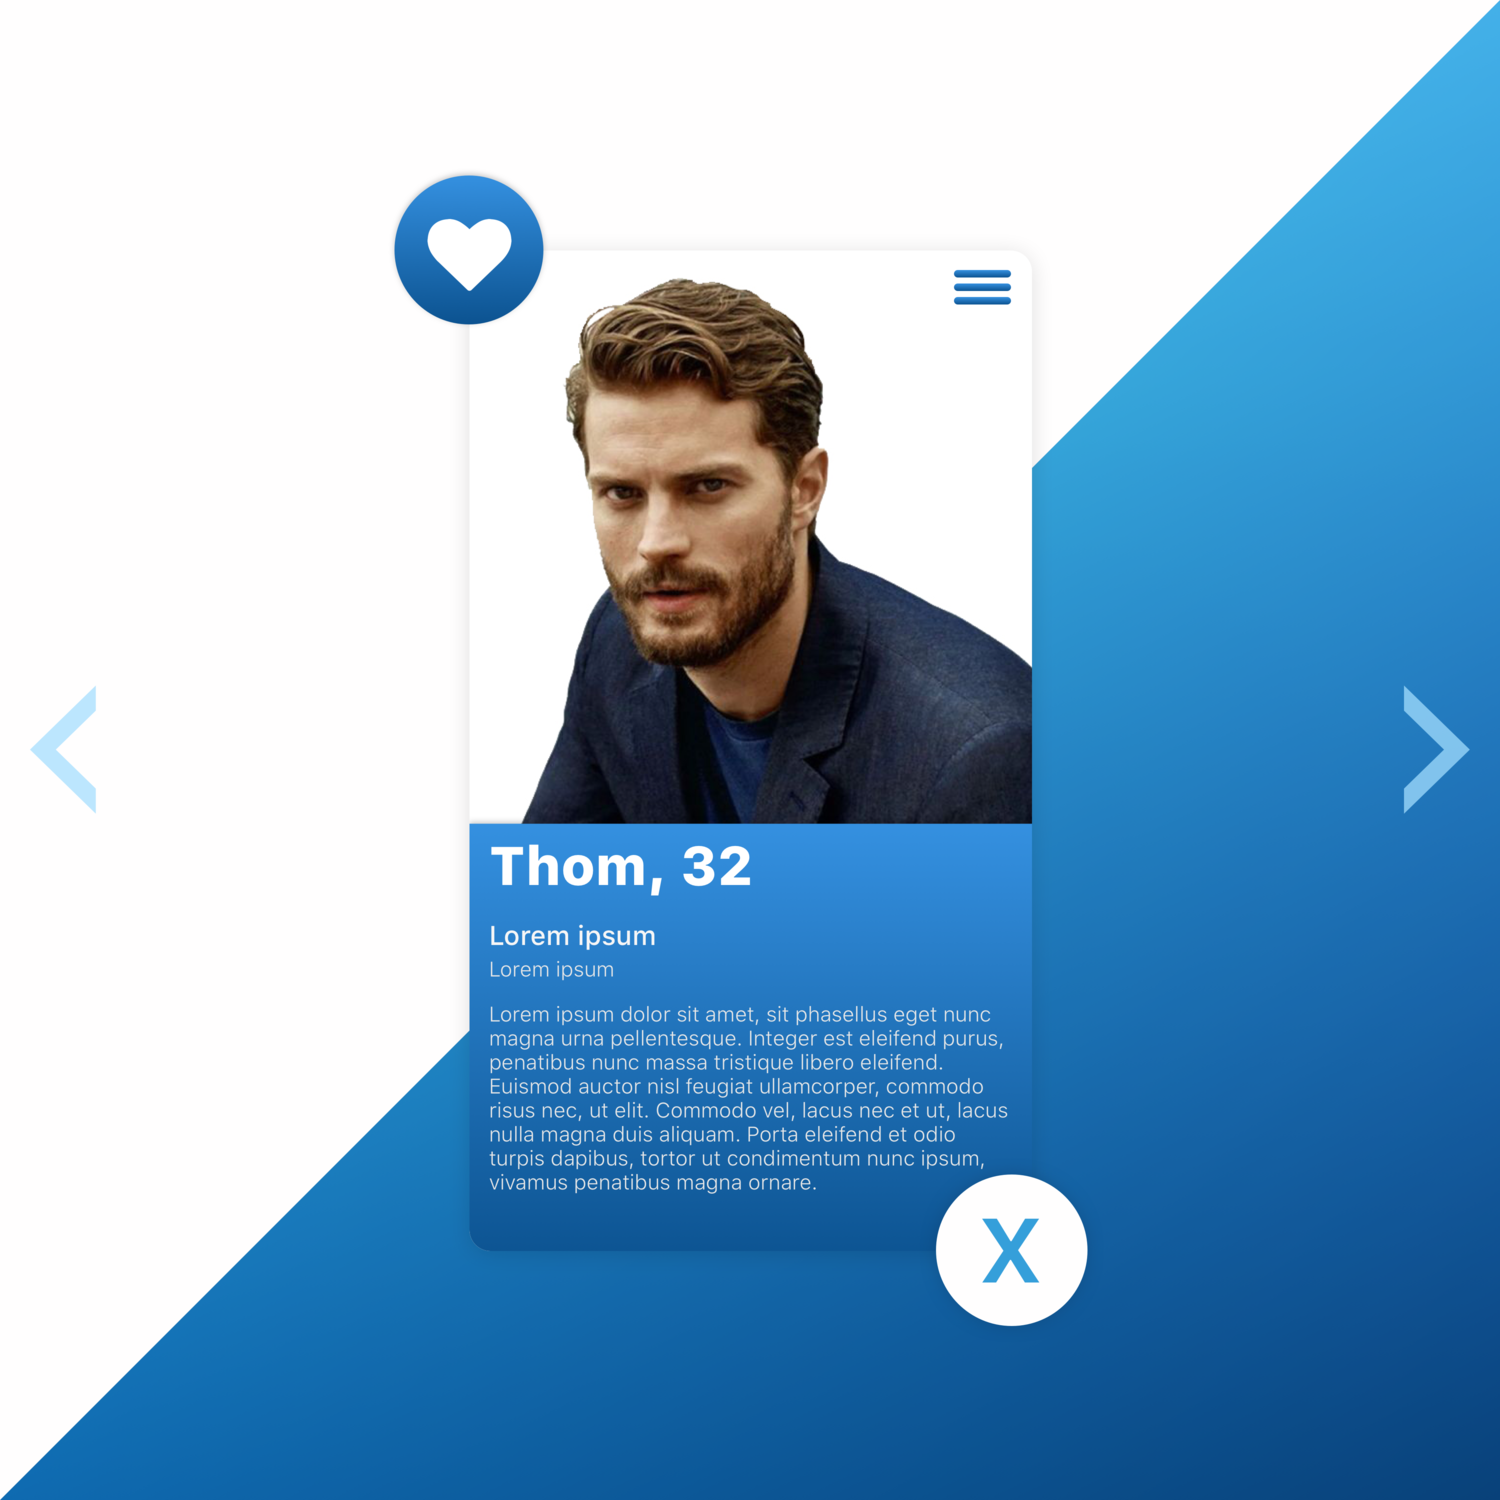 Thom, 32
Lorem ipsum
Lorem ipsum
Lorem ipsum dolor sit amet, sit phasellus eget nunc
magna urna pellentesque. Integer est eleifend purus,
penatibus nunc massa tristique libero eleifend.
Euismod auctor nisl feugiat ullamcorper, commodo
risus nec, ut elit. Commodo vel, lacus nec et ut, lacus
nulla magna duis aliquam. Porta eleifend et odio
turpis dapibus, tortor ut condimentum nunc ipsum,
vivamus penatibus magna ornare.
X